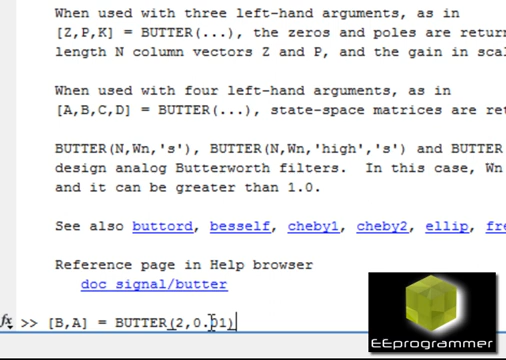 When used with three left-hand arguments, as in
[Z,P,K] = BUTTER(...), the zeros and poles are
length N column vectors Z and P, and the gain in
When used with four left-hand arguments, as in
[A,B,C,D] = BUTTER(...), state-space matrices are
BUTTER(N,Wn,'s'), BUTTER(N,Wn,'high','s') and BUTTER
design analog Butterworth filters. In this case, Wn
and it can be greater than 1.0.
See also buttord, besself, cheby1, cheby2, ellip,
Reference page in Help browser
doc signal/butter
fx >> [B,A] = BUTTER(2,0.01)
EEprogrammer